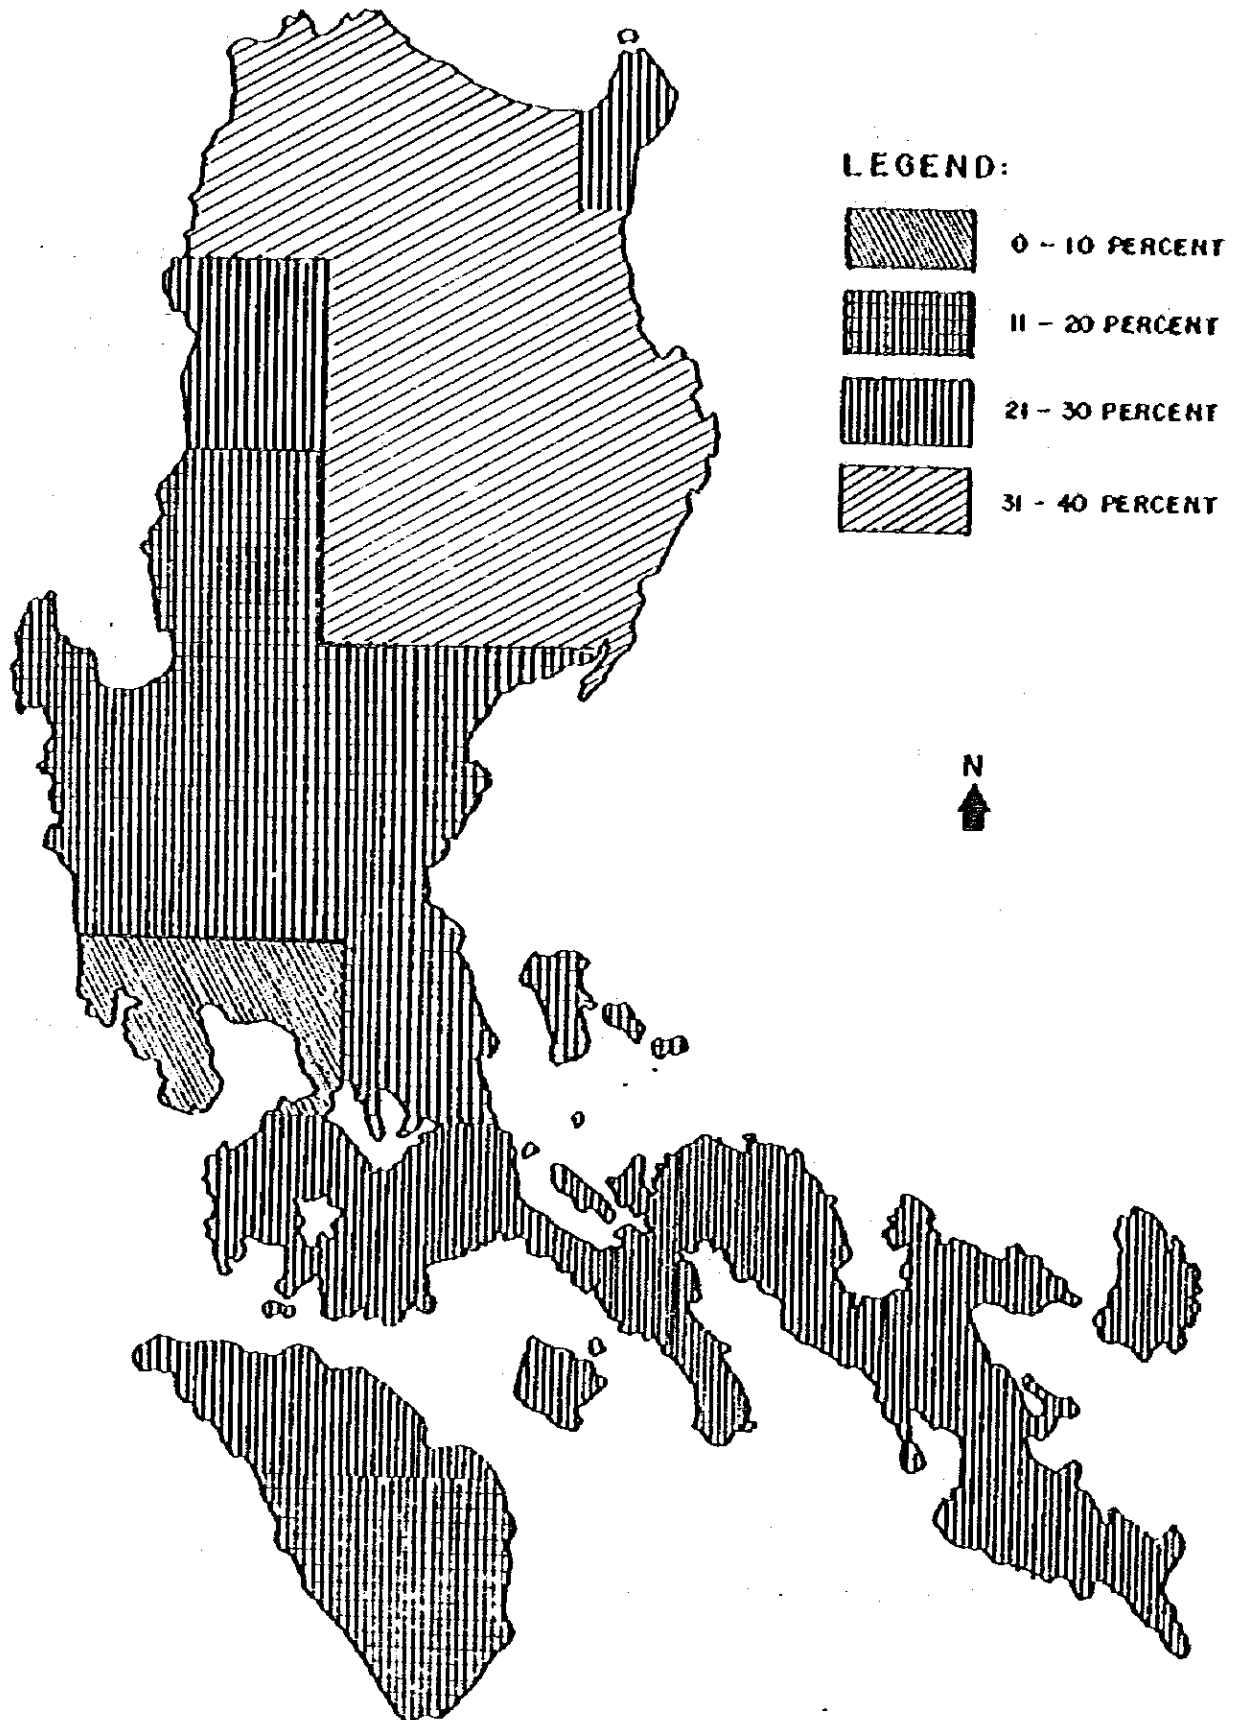 LEGEND:
0 - 10 PERCENT
11 - 20 PERCENT
21 - 30 PERCENT
31 - 40 PERCENT
N